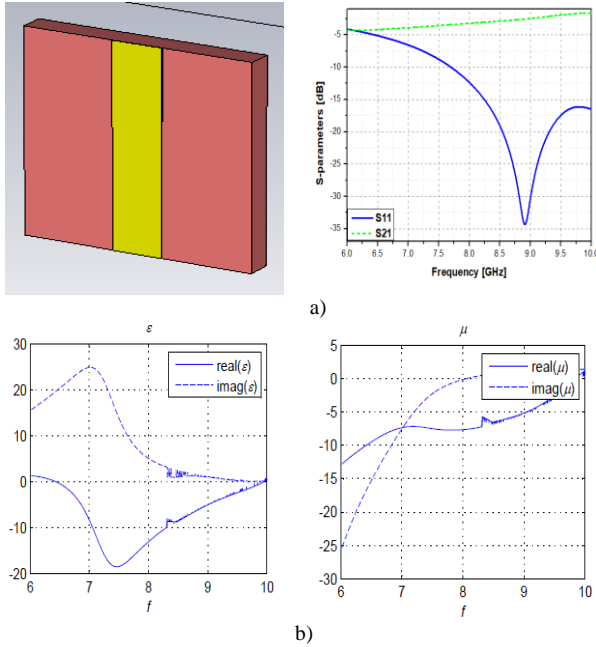 -5
-10
-15
-20
-25
-30
-35
S-parameters [dB]
S11
S21
6.0 6.5 7.0 7.5 8.0 8.5 9.0 9.5 10.0
Frequency [GHz]
a)
ε
30
20
10
0
-10
-20
real(ε)
imag(ε)
6 7 8 9 10
f
μ
5
0
-5
-10
-15
-20
-25
-30
real(μ)
imag(μ)
6 7 8 9 10
f
b)